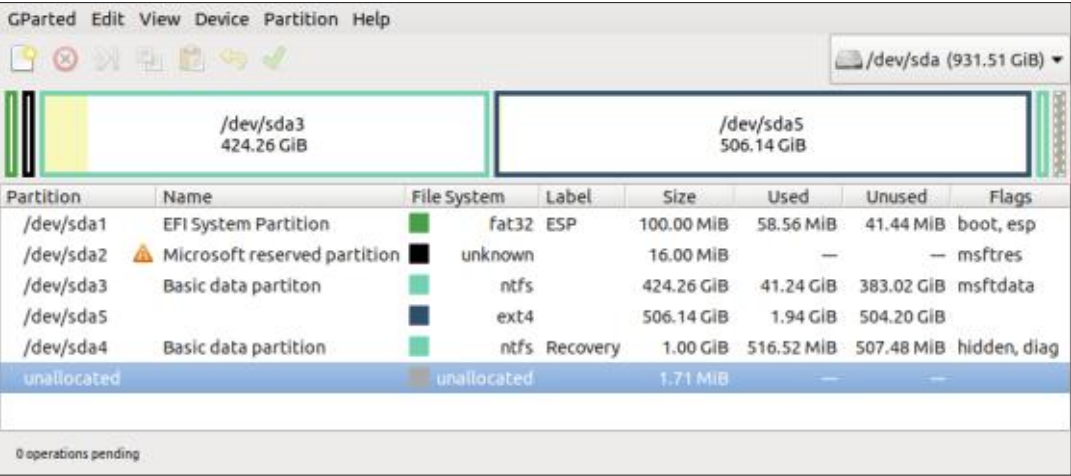 GParted Edit View Device Partition Help
/dev/sda (931.51 GiB)
/dev/sda3
424.26 GiB
/dev/sda5
506.14 GiB
Partition Name File System Label Size Used Unused Flags
/dev/sda1 EFI System Partition fat32 ESP 100.00 MiB 58.56 MiB 41.44 MiB boot, esp
/dev/sda2 Microsoft reserved partition unknown 16.00 MiB — — msftres
/dev/sda3 Basic data partiton ntfs 424.26 GiB 41.24 GiB 383.02 GiB msftdata
/dev/sda5 ext4 506.14 GiB 1.94 GiB 504.20 GiB
/dev/sda4 Basic data partition ntfs Recovery 1.00 GiB 516.52 MiB 507.48 MiB hidden, diag
unallocated unallocated 1.71 MiB — —
0 operations pending